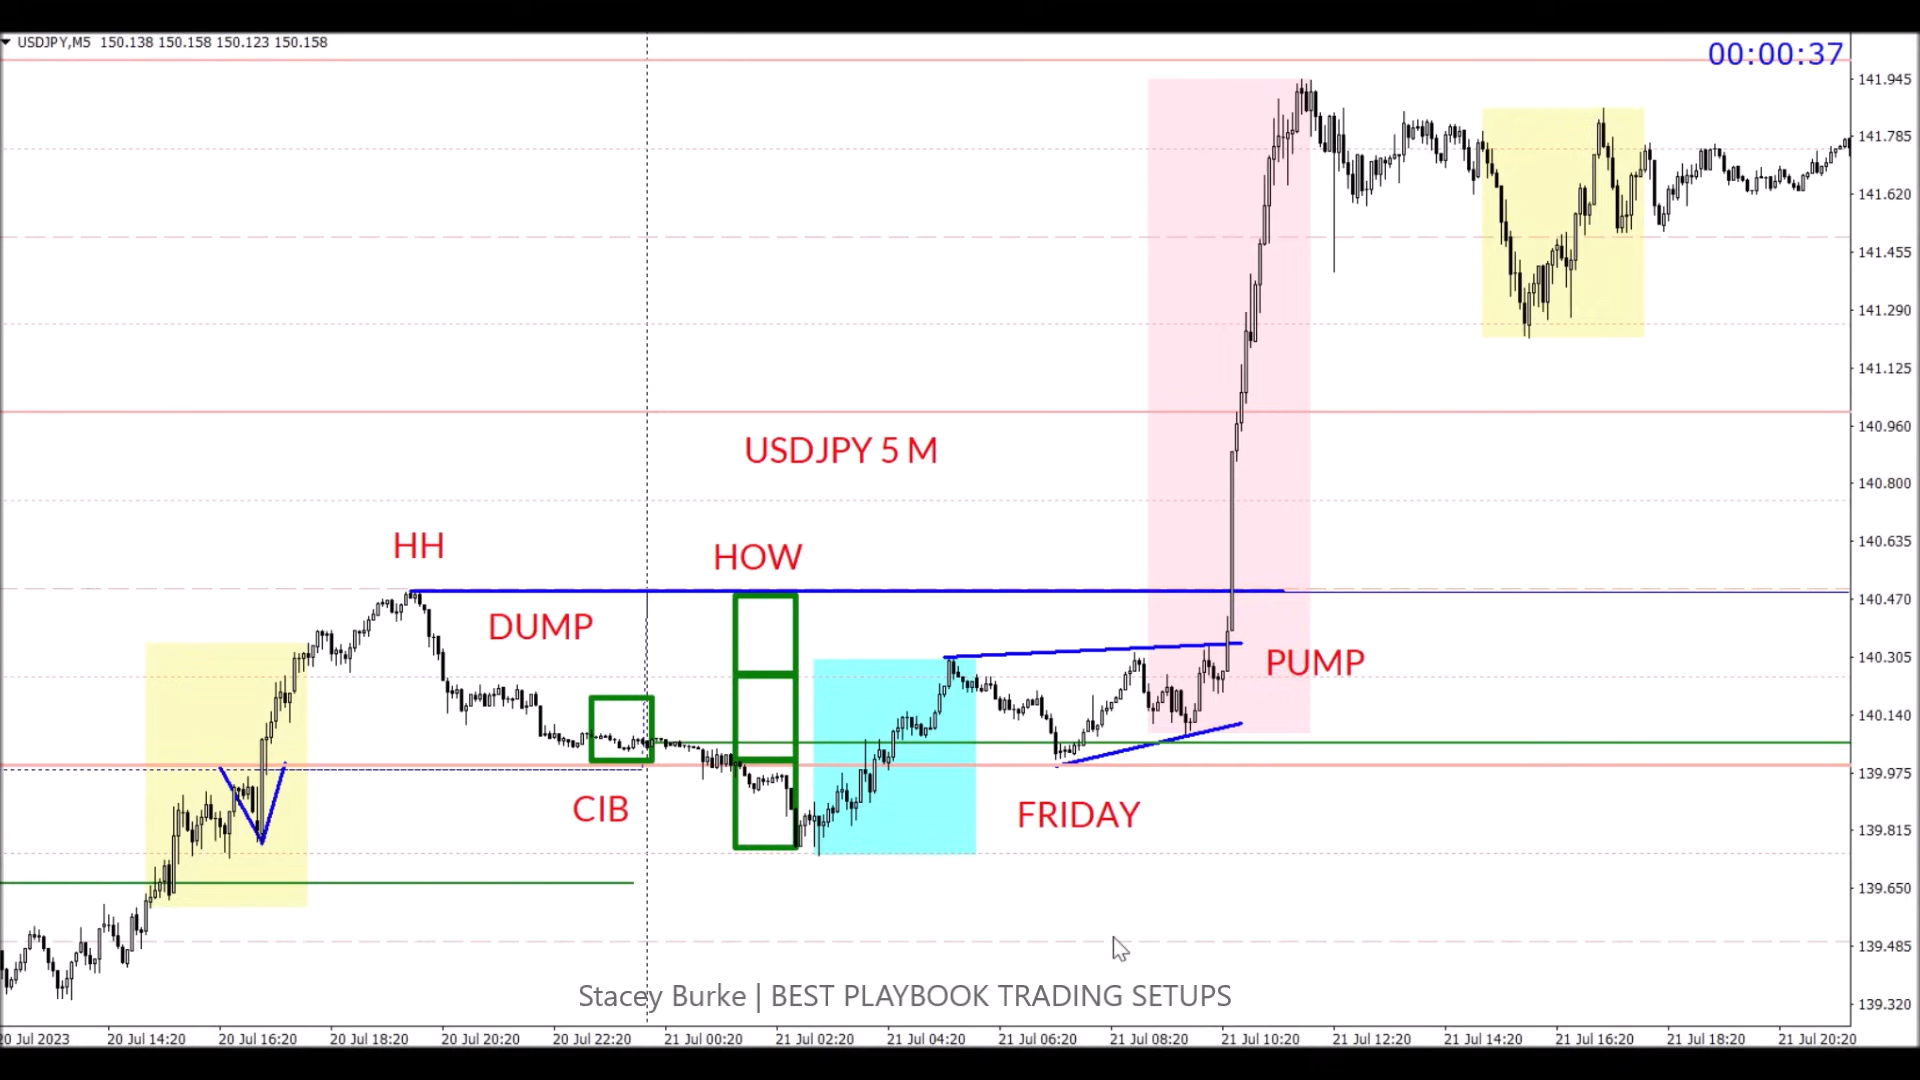 USDJPY,M5 150.138 150.158 150.123 150.158
00:00:37
141.945
141.785
141.620
141.455
141.290
141.125
140.960
USDJPY 5 M
140.800
HH
HOW
140.635
DUMP
140.470
PUMP
140.305
140.140
CIB
FRIDAY
139.975
139.815
139.650
139.485
Stacey Burke | BEST PLAYBOOK TRADING SETUPS
139.320
20 Jul 2023 20 Jul 14:20 20 Jul 16:20 20 Jul 18:20 20 Jul 20:20 20 Jul 22:20 21 Jul 00:20 21 Jul 02:20 21 Jul 04:20 21 Jul 06:20 21 Jul 08:20 21 Jul 10:20 21 Jul 12:20 21 Jul 14:20 21 Jul 16:20 21 Jul 18:20 21 Jul 20:20